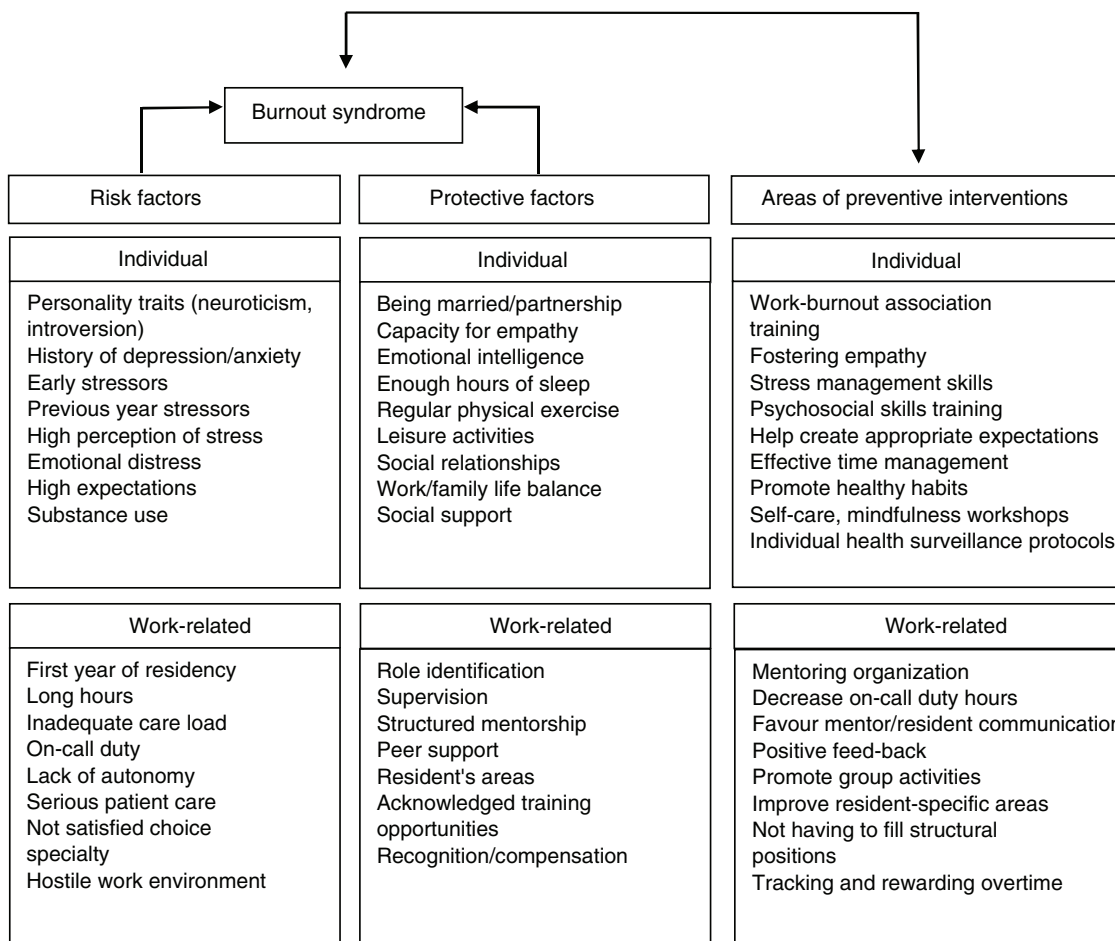 Burnout syndrome
Risk factors
Protective factors
Areas of preventive interventions
Individual
Personality traits (neuroticism,
introversion)
History of depression/anxiety
Early stressors
Previous year stressors
High perception of stress
Emotional distress
High expectations
Substance use
Individual
Being married/partnership
Capacity for empathy
Emotional intelligence
Enough hours of sleep
Regular physical exercise
Leisure activities
Social relationships
Work/family life balance
Social support
Individual
Work-burnout association
training
Fostering empathy
Stress management skills
Psychosocial skills training
Help create appropriate expectations
Effective time management
Promote healthy habits
Self-care, mindfulness workshops
Individual health surveillance protocols
Work-related
First year of residency
Long hours
Inadequate care load
On-call duty
Lack of autonomy
Serious patient care
Not satisfied choice
specialty
Hostile work environment
Work-related
Role identification
Supervision
Structured mentorship
Peer support
Resident's areas
Acknowledged training
opportunities
Recognition/compensation
Work-related
Mentoring organization
Decrease on-call duty hours
Favour mentor/resident communication
Positive feed-back
Promote group activities
Improve resident-specific areas
Not having to fill structural
positions
Tracking and rewarding overtime